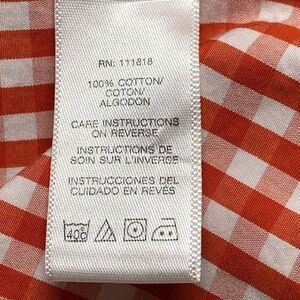 RN: 111818
100% COTTON/
COTON/
ALGODON
CARE INSTRUCTIONS
ON REVERSE
INSTRUCTIONS DE
SOIN SUR L'INVERSE
INSTRUCCIONES DEL
CUIDADO EN REVÉS
40°